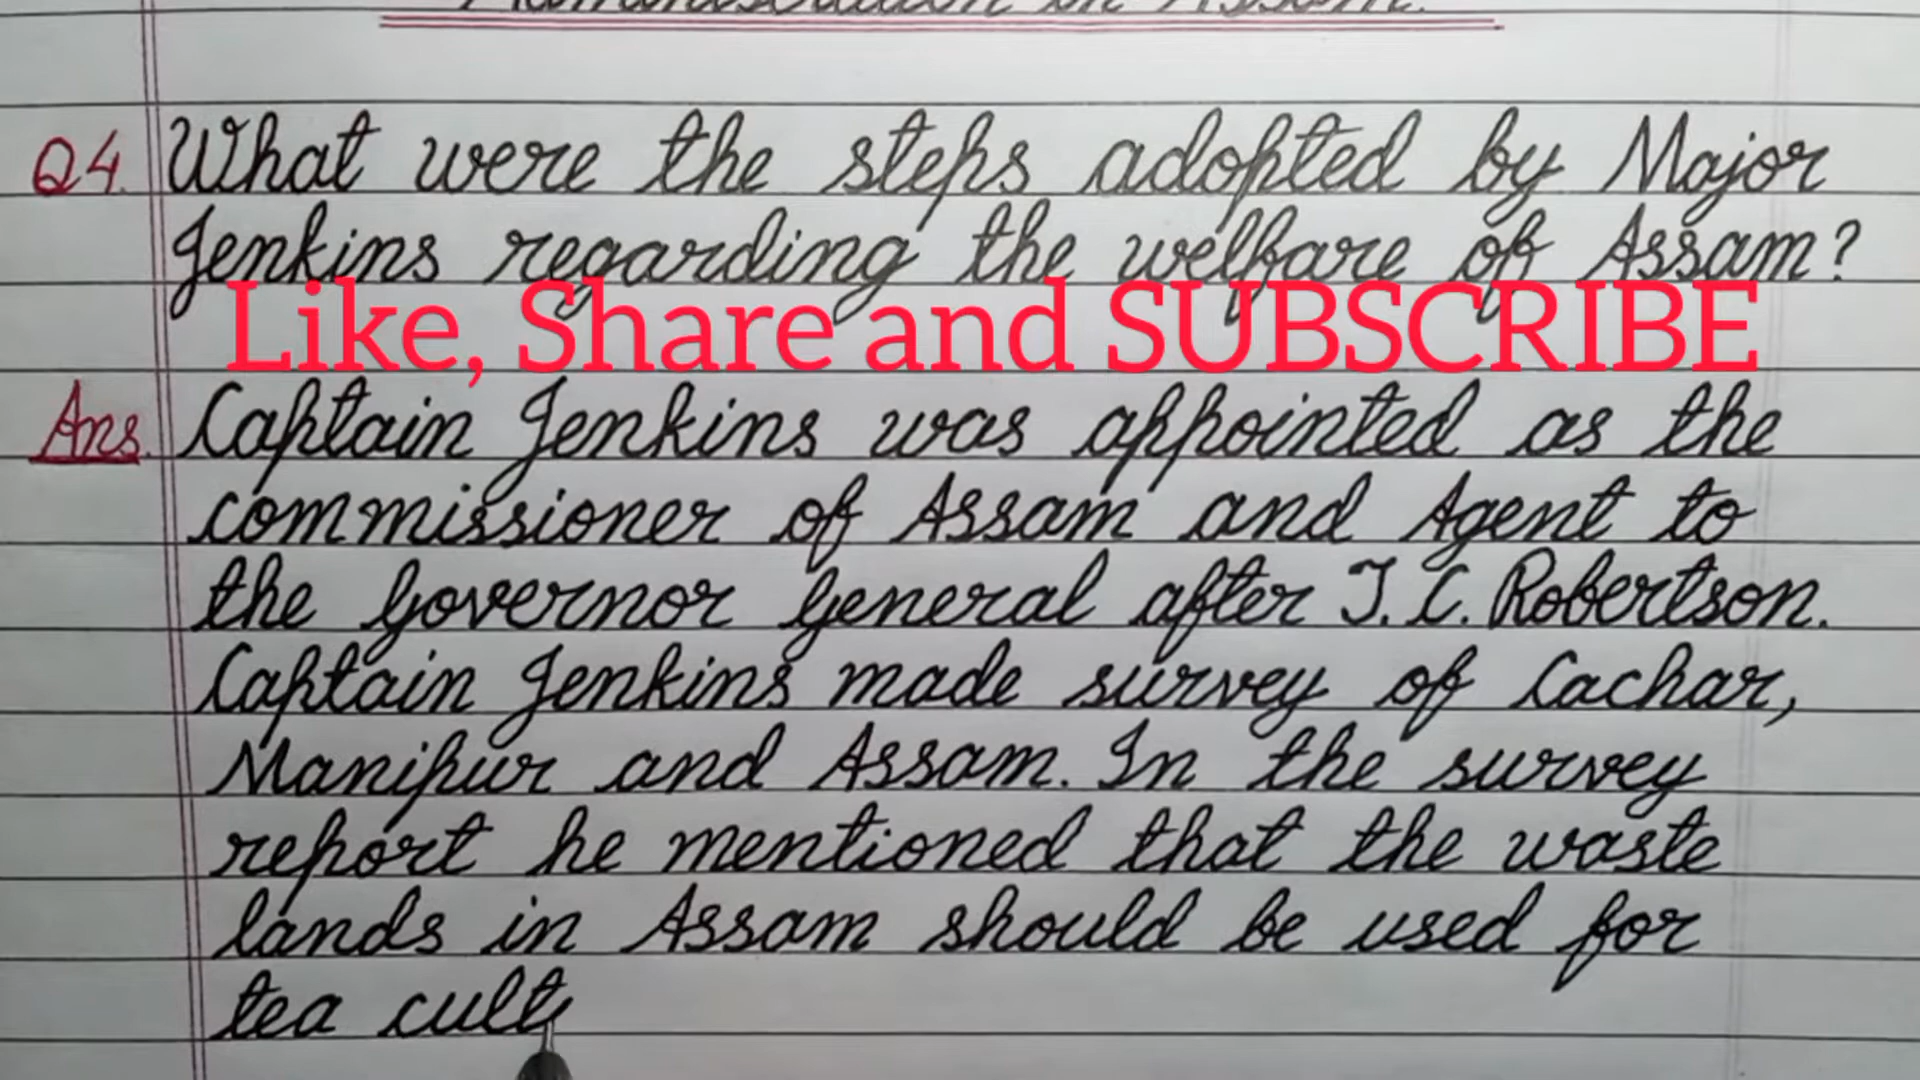 Administration in Assam.
Q4. What were the steps adopted by Major
Jenkins regarding the welfare of Assam?
Like, Share and SUBSCRIBE
Ans. Captain Jenkins was appointed as the
commissioner of Assam and Agent to
the Governor General after T.C. Robertson.
Captain Jenkins made survey of Cachar,
Manipur and Assam. In the survey
report he mentioned that the waste
lands in Assam should be used for
tea cult